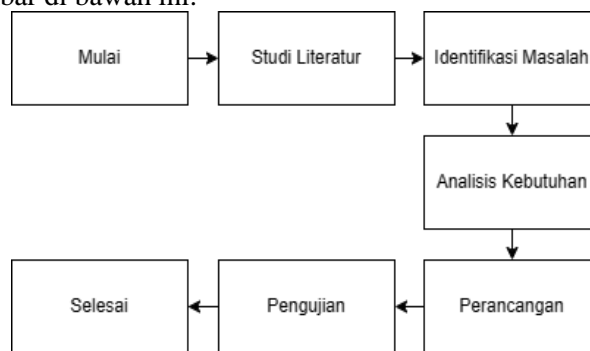 bar di bawah ini.
Mulai
Studi Literatur
Identifikasi Masalah
Analisis Kebutuhan
Perancangan
Pengujian
Selesai